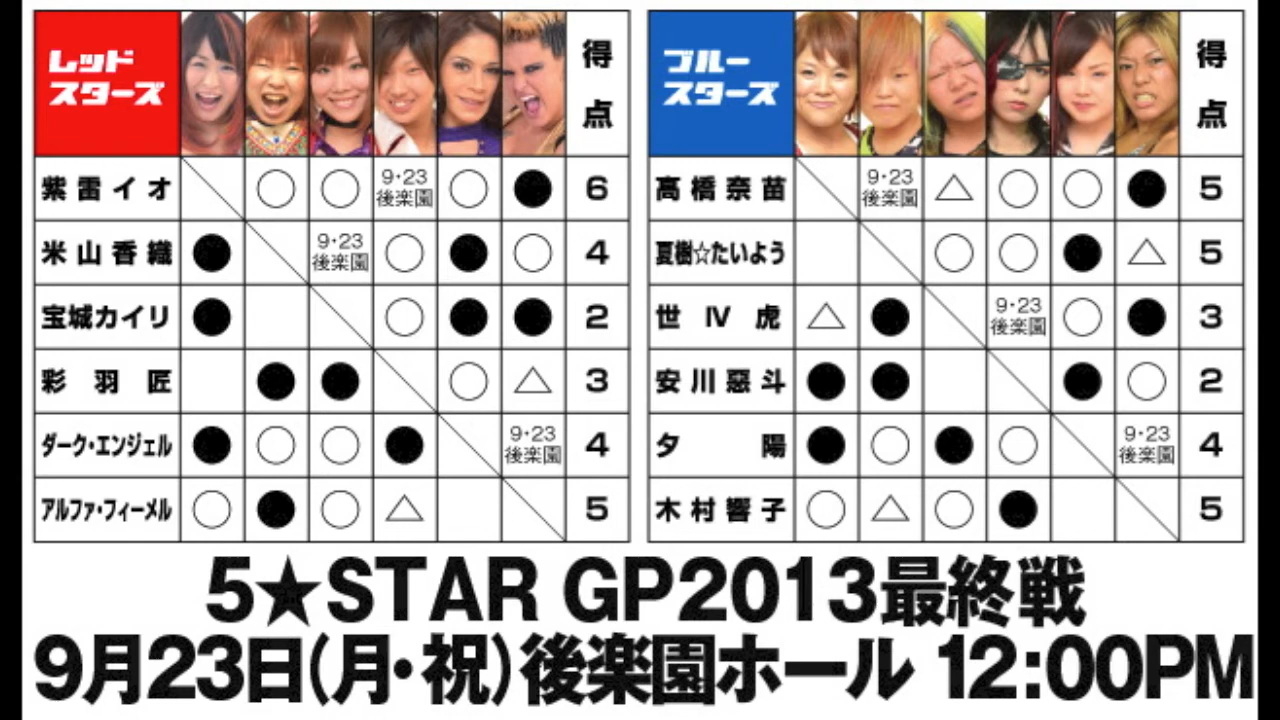 レッド
スターズ
得
点
紫雷イオ ＼ ○ ○ 9・23 後楽園 ○ ● 6
米山香織 ● ＼ 9・23 後楽園 ○ ● ○ 4
宝城カイリ ● ＼ ○ ● ● 2
彩羽匠 ● ● ＼ ○ △ 3
ダーク・エンジェル ● ○ ○ ● ＼ 9・23 後楽園 4
アルファ・フィーメル ○ ● ○ △ ＼ 5
ブルー
スターズ
得
点
高橋奈苗 ＼ 9・23 後楽園 △ ○ ○ ● 5
夏樹☆たいよう ＼ ○ ○ ● △ 5
世Ⅳ虎 △ ● ＼ 9・23 後楽園 ○ ● 3
安川惡斗 ● ● ＼ ● ○ 2
夕陽 ● ○ ● ○ ＼ 9・23 後楽園 4
木村響子 ○ △ ○ ● ＼ 5
5★STAR GP2013最終戦
9月23日(月・祝)後楽園ホール 12:00PM